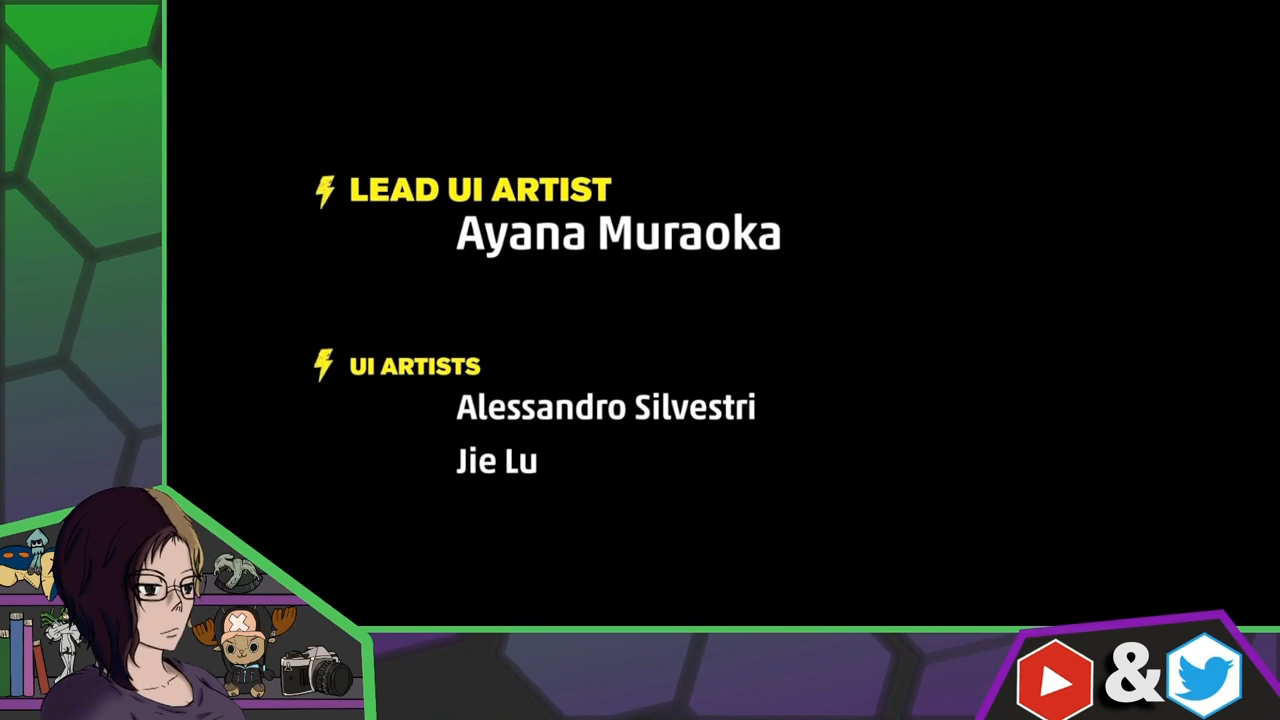 LEAD UI ARTIST
Ayana Muraoka
UI ARTISTS
Alessandro Silvestri
Jie Lu
&